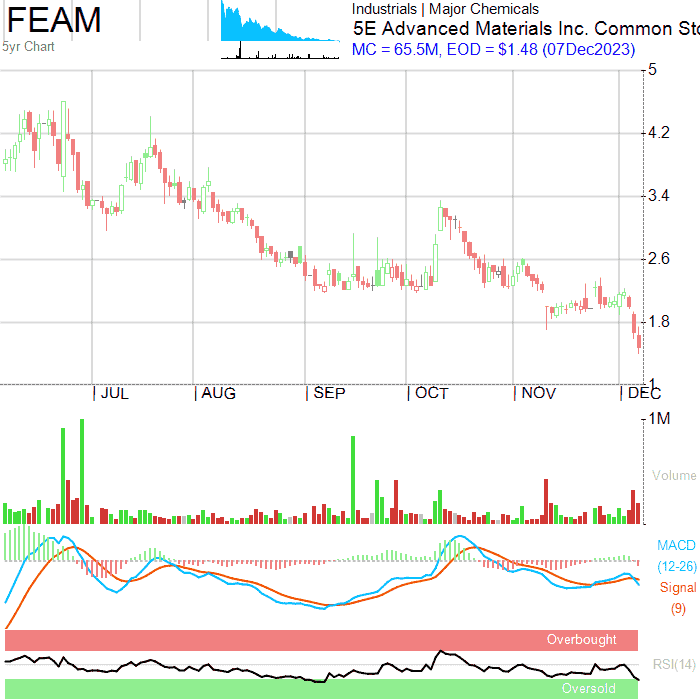 FEAM
5yr Chart
Industrials | Major Chemicals
5E Advanced Materials Inc. Common Sto
MC = 65.5M, EOD = $1.48 (07Dec2023)
5
4.2
3.4
2.6
1.8
1
JUL AUG SEP OCT NOV DEC
1M
Volume
MACD
(12-26)
Signal
(9)
Overbought
RSI(14)
Oversold